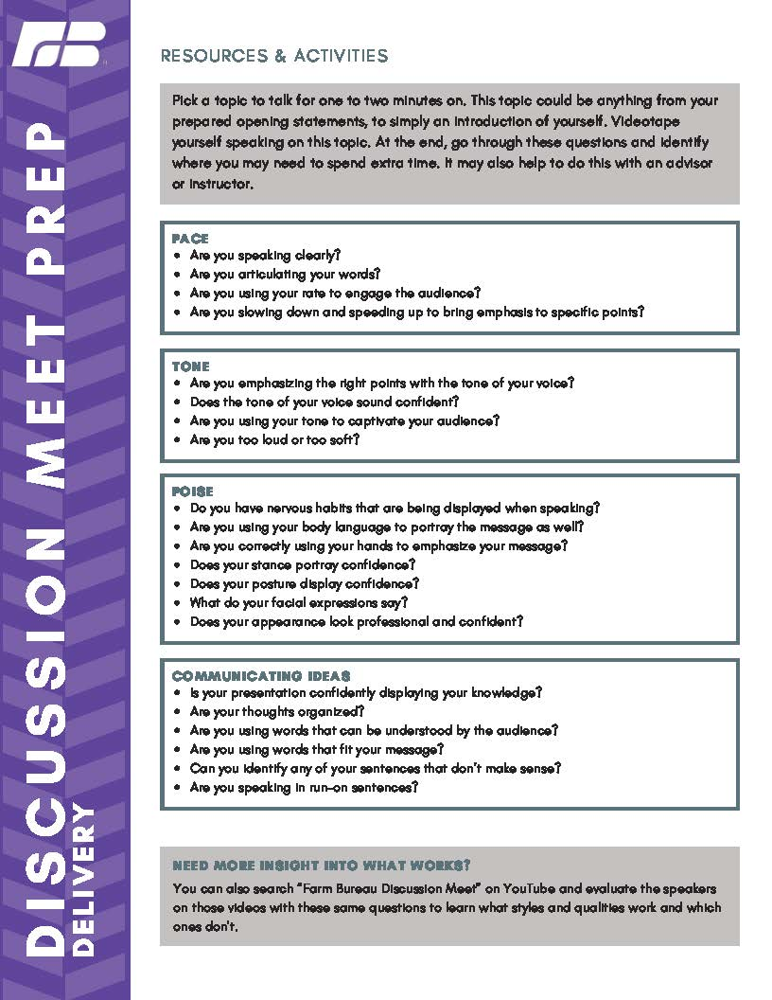 DISCUSSION MEET PREP
DELIVERY
RESOURCES & ACTIVITIES
Pick a topic to talk for one to two minutes on. This topic could be anything from your
prepared opening statements, to simply an introduction of yourself. Videotape
yourself speaking on this topic. At the end, go through these questions and identify
where you may need to spend extra time. It may also help to do this with an advisor
or instructor.
PACE
• Are you speaking clearly?
• Are you articulating your words?
• Are you using your rate to engage the audience?
• Are you slowing down and speeding up to bring emphasis to specific points?
TONE
• Are you emphasizing the right points with the tone of your voice?
• Does the tone of your voice sound confident?
• Are you using your tone to captivate your audience?
• Are you too loud or too soft?
POISE
• Do you have nervous habits that are being displayed when speaking?
• Are you using your body language to portray the message as well?
• Are you correctly using your hands to emphasize your message?
• Does your stance portray confidence?
• Does your posture display confidence?
• What do your facial expressions say?
• Does your appearance look professional and confident?
COMMUNICATING IDEAS
• Is your presentation confidently displaying your knowledge?
• Are your thoughts organized?
• Are you using words that can be understood by the audience?
• Are you using words that fit your message?
• Can you identify any of your sentences that don't make sense?
• Are you speaking in run-on sentences?
NEED MORE INSIGHT INTO WHAT WORKS?
You can also search "Farm Bureau Discussion Meet" on YouTube and evaluate the speakers
on those videos with these same questions to learn what styles and qualities work and which
ones don't.